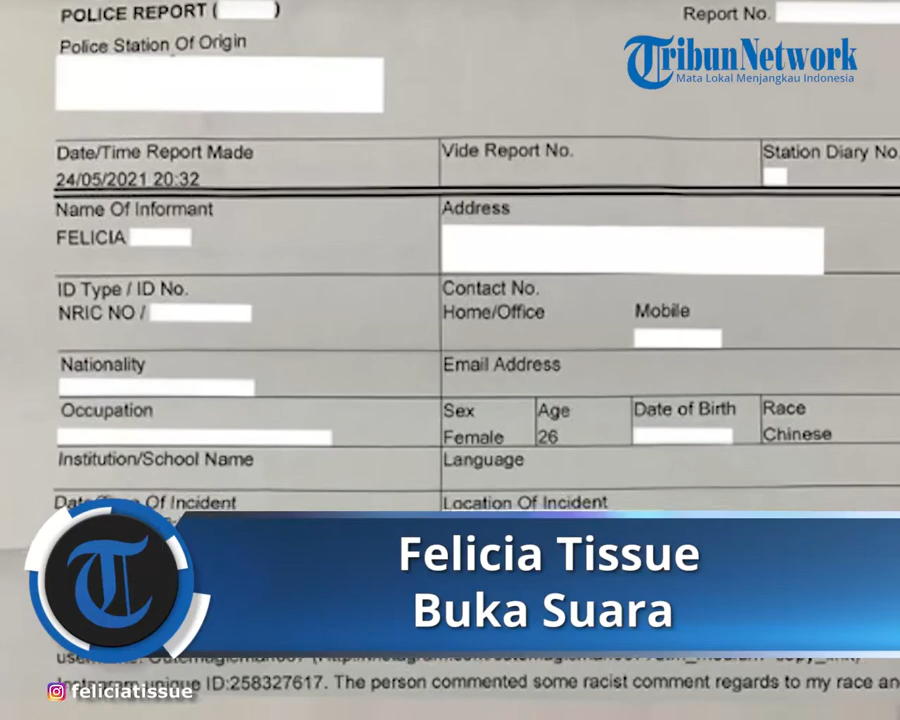 POLICE REPORT ( )
Report No.
Police Station Of Origin
TribunNetwork
Mata Lokal Menjangkau Indonesia
Date/Time Report Made
Vide Report No.
Station Diary No.
24/05/2021 20:32
Name Of Informant
Address
FELICIA
ID Type / ID No.
Contact No.
NRIC NO /
Home/Office
Mobile
Nationality
Email Address
Occupation
Sex
Age
Date of Birth
Race
Female
26
Chinese
Institution/School Name
Language
Of Incident
Location Of Incident
Felicia Tissue
Buka Suara
unique ID:258327617. The person commented some racist comment regards to my race an
feliciatissue